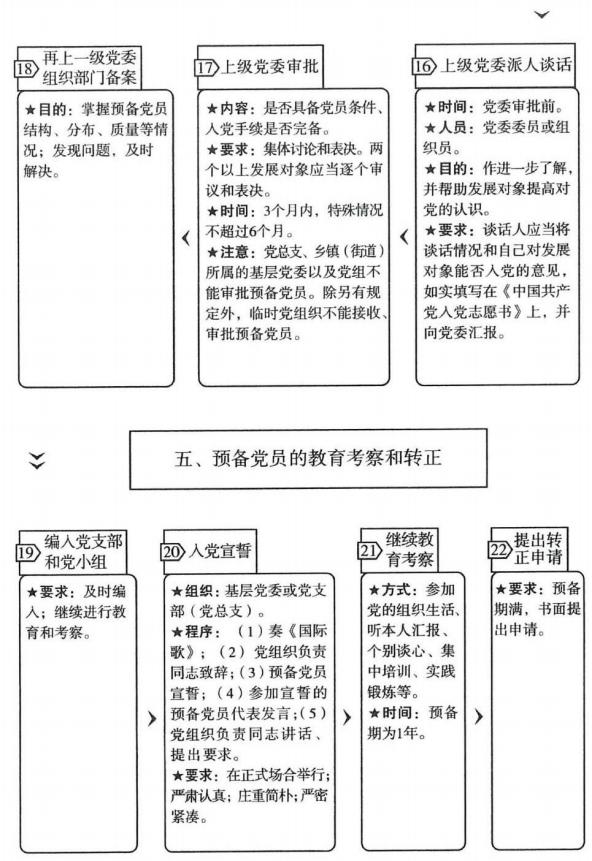 18 再上一级党委
组织部门备案
★目的：掌握预备党员
结构、分布、质量等情
况；发现问题，及时
解决。
17 上级党委审批
★内容：是否具备党员条件、
入党手续是否完备。
★要求：集体讨论和表决。两
个以上发展对象应当逐个审
议和表决。
★时间：3个月内，特殊情况
不超过6个月。
★注意：党总支、乡镇（街道）
所属的基层党委以及党组不
能审批预备党员。除另有规
定外，临时党组织不能接收、
审批预备党员。
16 上级党委派人谈话
★时间：党委审批前。
★人员：党委委员或组
织员。
★目的：作进一步了解，
并帮助发展对象提高对
党的认识。
★要求：谈话人应当将
谈话情况和自己对发展
对象能否入党的意见，
如实填写在《中国共产
党入党志愿书》上，并
向党委汇报。
五、预备党员的教育考察和转正
19 编入党支部
和党小组
★要求：及时编
入；继续进行教
育和考察。
20 入党宣誓
★组织：基层党委或党支
部（党总支）。
★程序：（1）奏《国际
歌》；（2）党组织负责
同志致辞；（3）预备党员
宣誓；（4）参加宣誓的
预备党员代表发言；（5）
党组织负责同志讲话、
提出要求。
★要求：在正式场合举行；
严肃认真；庄重简朴；严密
紧凑。
21 继续教
育考察
★方式：参加
党的组织生活、
听本人汇报、
个别谈心、集
中培训、实践
锻炼等。
★时间：预备
期为1年。
22 提出转
正申请
★要求：预备
期满，书面提
出申请。